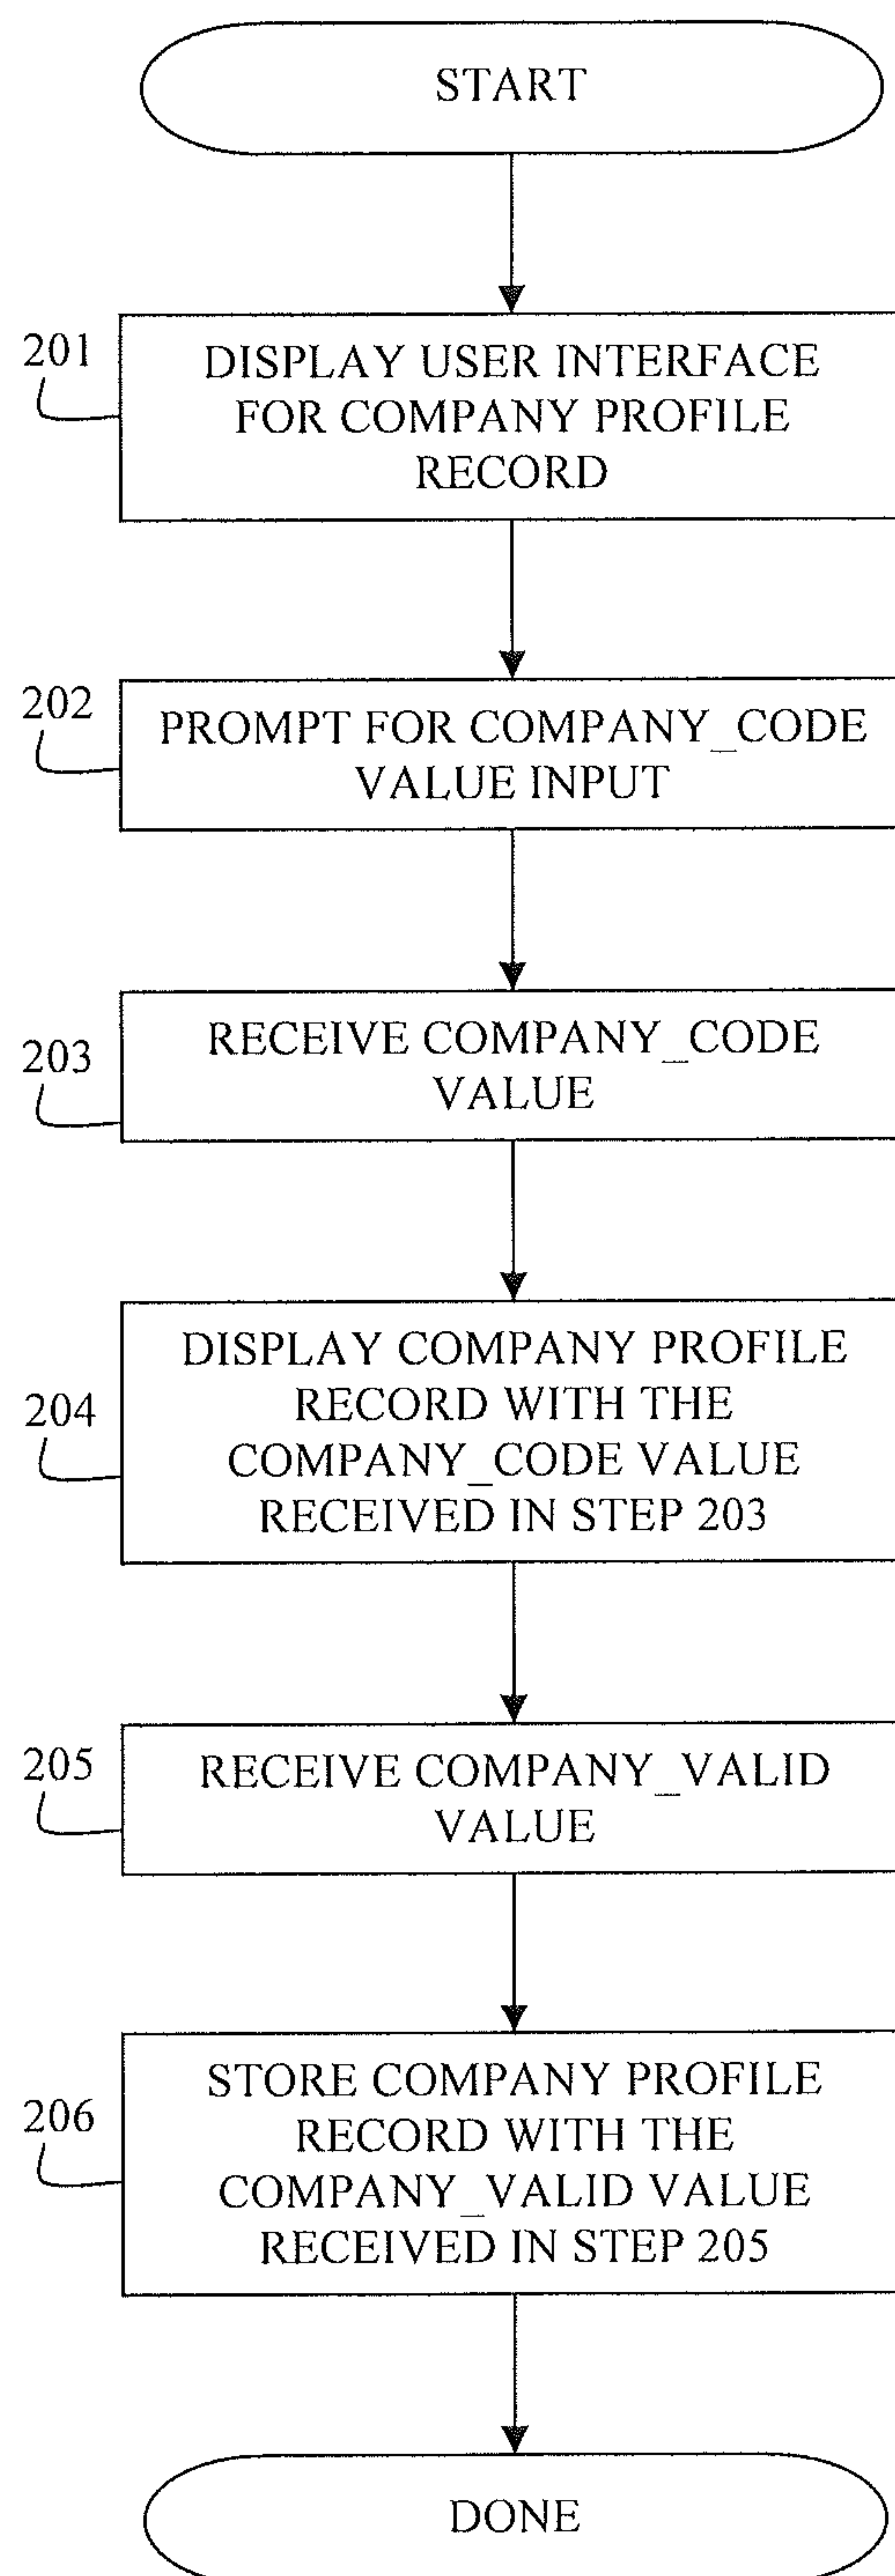 START
201
DISPLAY USER INTERFACE
FOR COMPANY PROFILE
RECORD
202
PROMPT FOR COMPANY_CODE
VALUE INPUT
203
RECEIVE COMPANY_CODE
VALUE
204
DISPLAY COMPANY PROFILE
RECORD WITH THE
COMPANY_CODE VALUE
RECEIVED IN STEP 203
205
RECEIVE COMPANY_VALID
VALUE
206
STORE COMPANY PROFILE
RECORD WITH THE
COMPANY_VALID VALUE
RECEIVED IN STEP 205
DONE